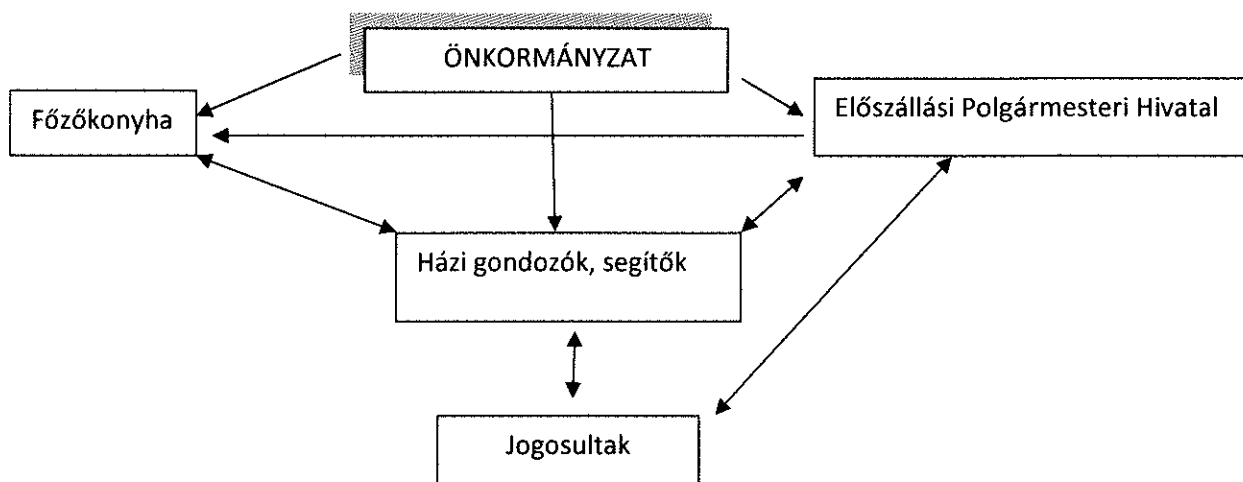 ÖNKORMÁNYZAT
Főzőkonyha
Előszállási Polgármesteri Hivatal
Házi gondozók, segítők
Jogosultak